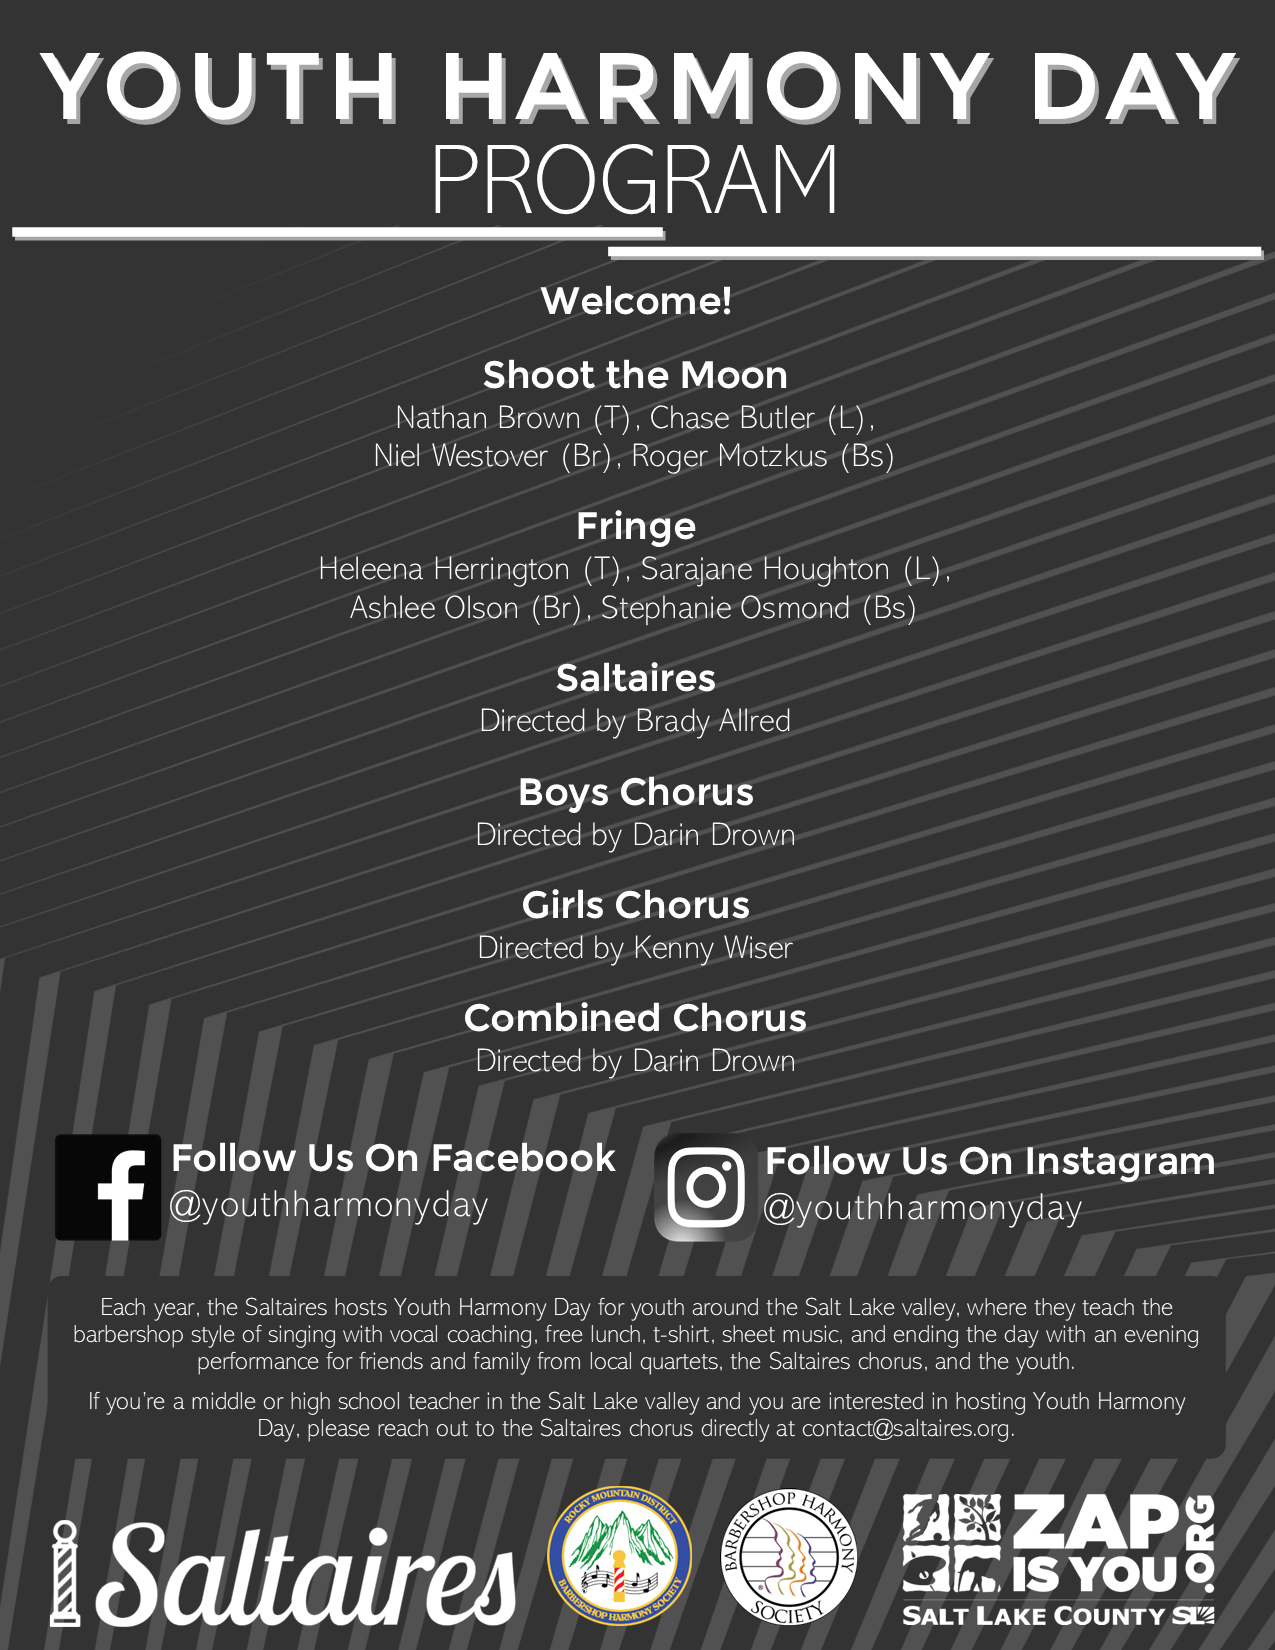 YOUTH HARMONY DAY
PROGRAM
Welcome!
Shoot the Moon
Nathan Brown (T), Chase Butler (L),
Niel Westover (Br), Roger Motzkus (Bs)
Fringe
Heleena Herrington (T), Sarajane Houghton (L),
Ashlee Olson (Br), Stephanie Osmond (Bs)
Saltaires
Directed by Brady Allred
Boys Chorus
Directed by Darin Drown
Girls Chorus
Directed by Kenny Wiser
Combined Chorus
Directed by Darin Drown
Follow Us On Facebook
@youthharmonyday
Follow Us On Instagram
@youthharmonyday
Each year, the Saltaires hosts Youth Harmony Day for youth around the Salt Lake valley, where they teach the
barbershop style of singing with vocal coaching, free lunch, t-shirt, sheet music, and ending the day with an evening
performance for friends and family from local quartets, the Saltaires chorus, and the youth.
If you're a middle or high school teacher in the Salt Lake valley and you are interested in hosting Youth Harmony
Day, please reach out to the Saltaires chorus directly at contact@saltaires.org.
Saltaires
ROCKY MOUNTAIN DISTRICT
BARBERSHOP HARMONY SOCIETY
BARBERSHOP HARMONY
SOCIETY
®
ZAP
IS YOU
.ORG
SALT LAKE COUNTY SL